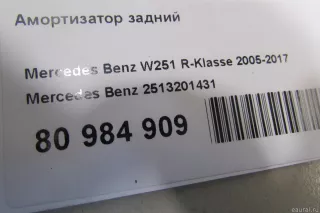 Амортизатор задний
Mercedes Benz W251 R-Klasse 2005-2017
Mercedes Benz 2513201431
80 984 909